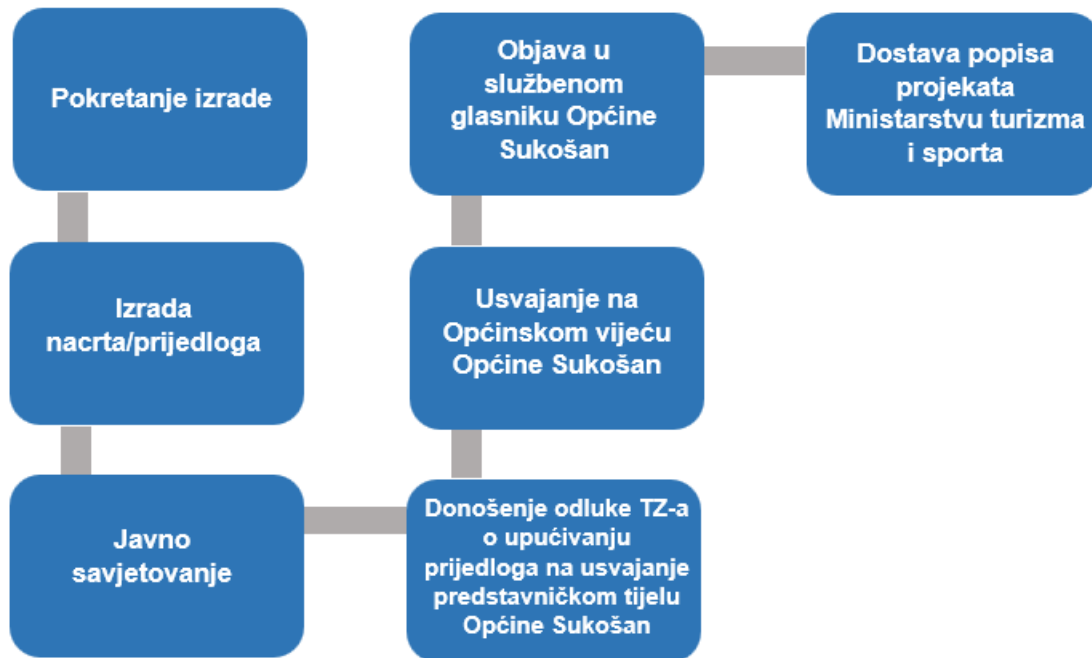 Pokretanje izrade
Izrada
nacrta/prijedloga
Javno
savjetovanje
Donošenje odluke TZ-a
o upućivanju
prijedloga na usvajanje
predstavničkom tijelu
Općine Sukošan
Usvajanje na
Općinskom vijeću
Općine Sukošan
Objava u
službenom
glasniku Općine
Sukošan
Dostava popisa
projekata
Ministarstvu turizma
i sporta